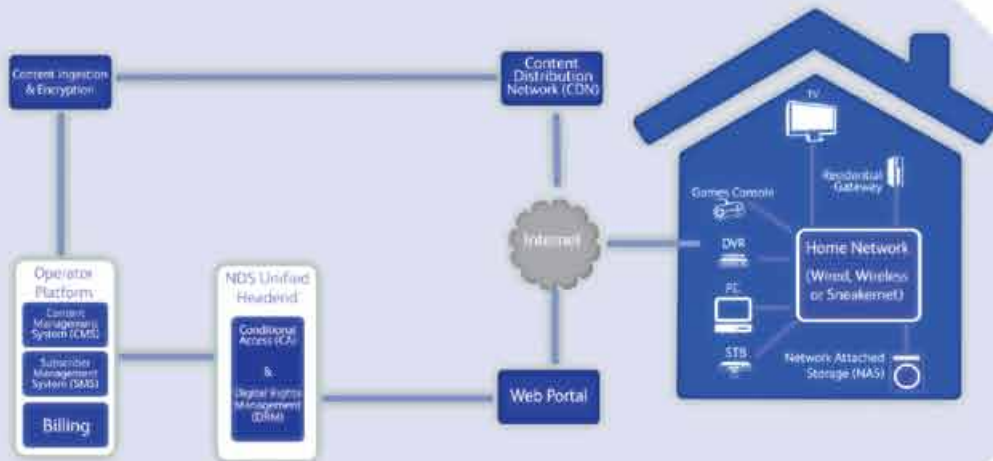 Content Ingestion
& Encryption
Content
Distribution
Network (CDN)
TV
Residential
Gateway
Games Console
Internet
DVR
Home Network
(Wired, Wireless
or Sneakernet)
PC
STB
Network Attached
Storage (NAS)
Operator
Platform
Content
Management
System (CMS)
Subscriber
Management
System (SMS)
Billing
NDS Unified
Headend
Conditional
Access (CA)
&
Digital Rights
Management
(DRM)
Web Portal